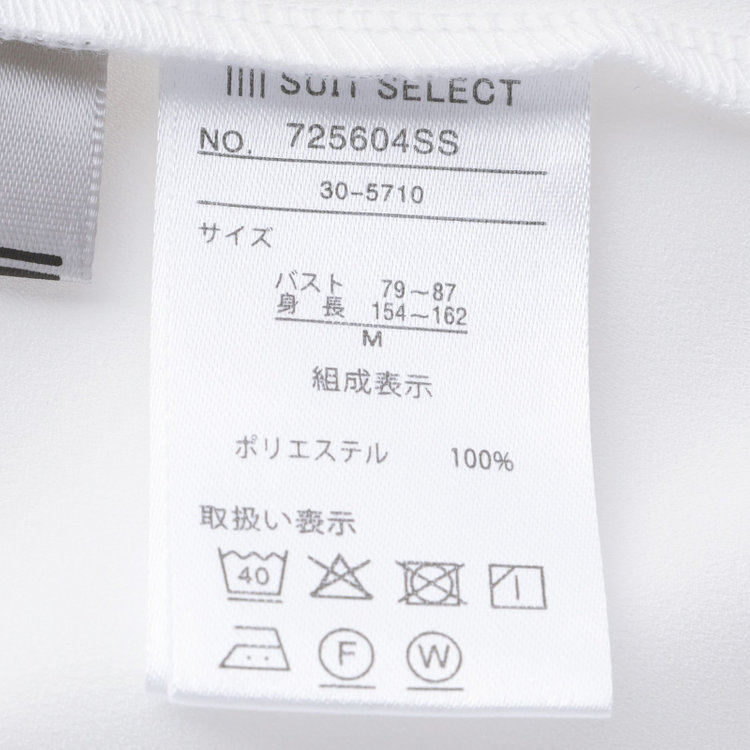 SUIT SELECT
NO. 725604SS
30-5710
サイズ
バスト 79~87
身長 154~162
M
組成表示
ポリエステル 100%
取扱い表示
40
F W